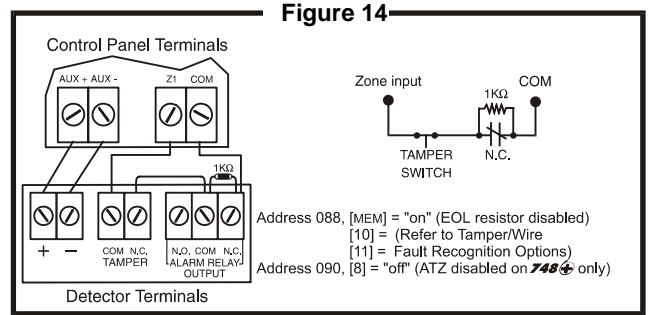 Figure 14
Control Panel Terminals
AUX + AUX -
Z1 COM
1KΩ
+ -
COM N.C.
TAMPER
N.O. COM N.C.
ALARM RELAY
OUTPUT
Detector Terminals
Zone input
COM
1KΩ
TAMPER
SWITCH
N.C.
Address 088, [MEM] = "on" (EOL resistor disabled)
[10] = (Refer to Tamper/Wire
[11] = Fault Recognition Options)
Address 090, [8] = "off" (ATZ disabled on 748+ only)